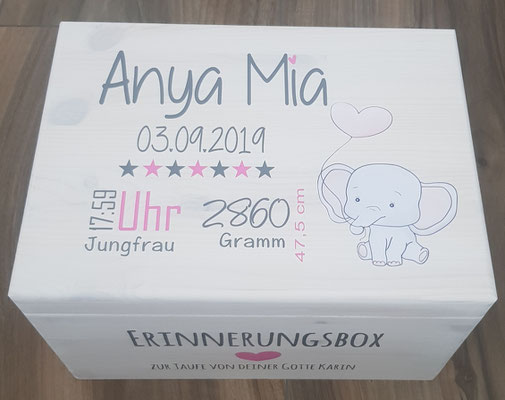 Anya Mia
03.09.2019
17:59 Uhr
Jungfrau
2860
Gramm
47,5 cm
ERINNERUNGSBOX
ZUR TAUFE VON DEINER GOTTE KARIN